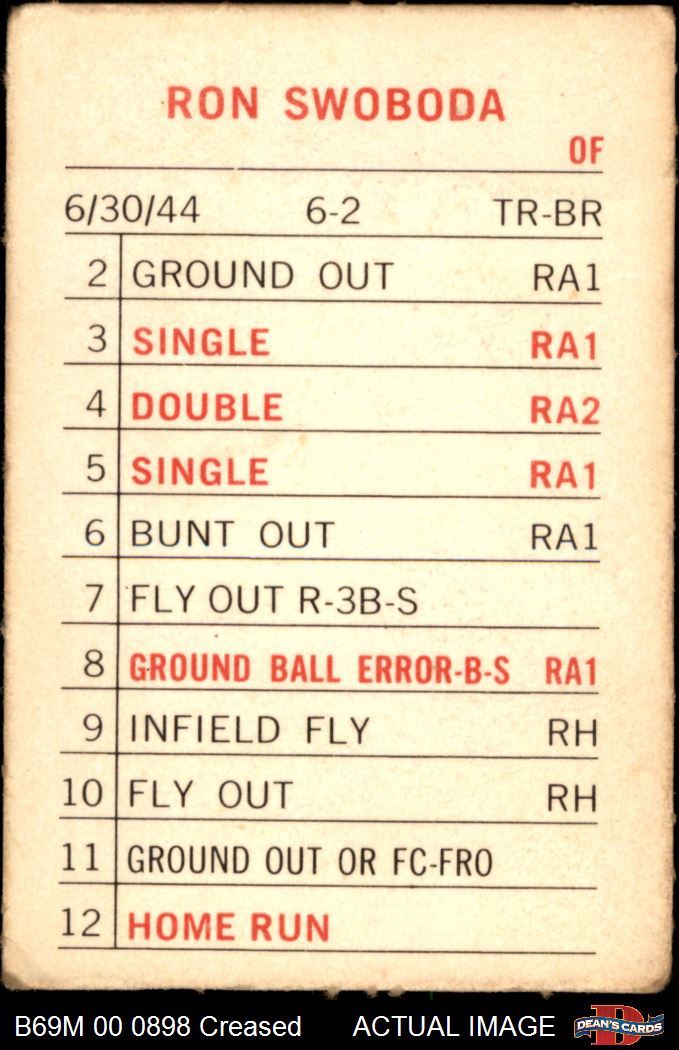 RON SWOBODA
OF
6/30/44 6-2 TR-BR
2 GROUND OUT RA1
3 SINGLE RA1
4 DOUBLE RA2
5 SINGLE RA1
6 BUNT OUT RA1
7 FLY OUT R-3B-S
8 GROUND BALL ERROR-B-S RA1
9 INFIELD FLY RH
10 FLY OUT RH
11 GROUND OUT OR FC-FRO
12 HOME RUN
B69M 00 0898 Creased ACTUAL IMAGE D DEAN'S CARDS